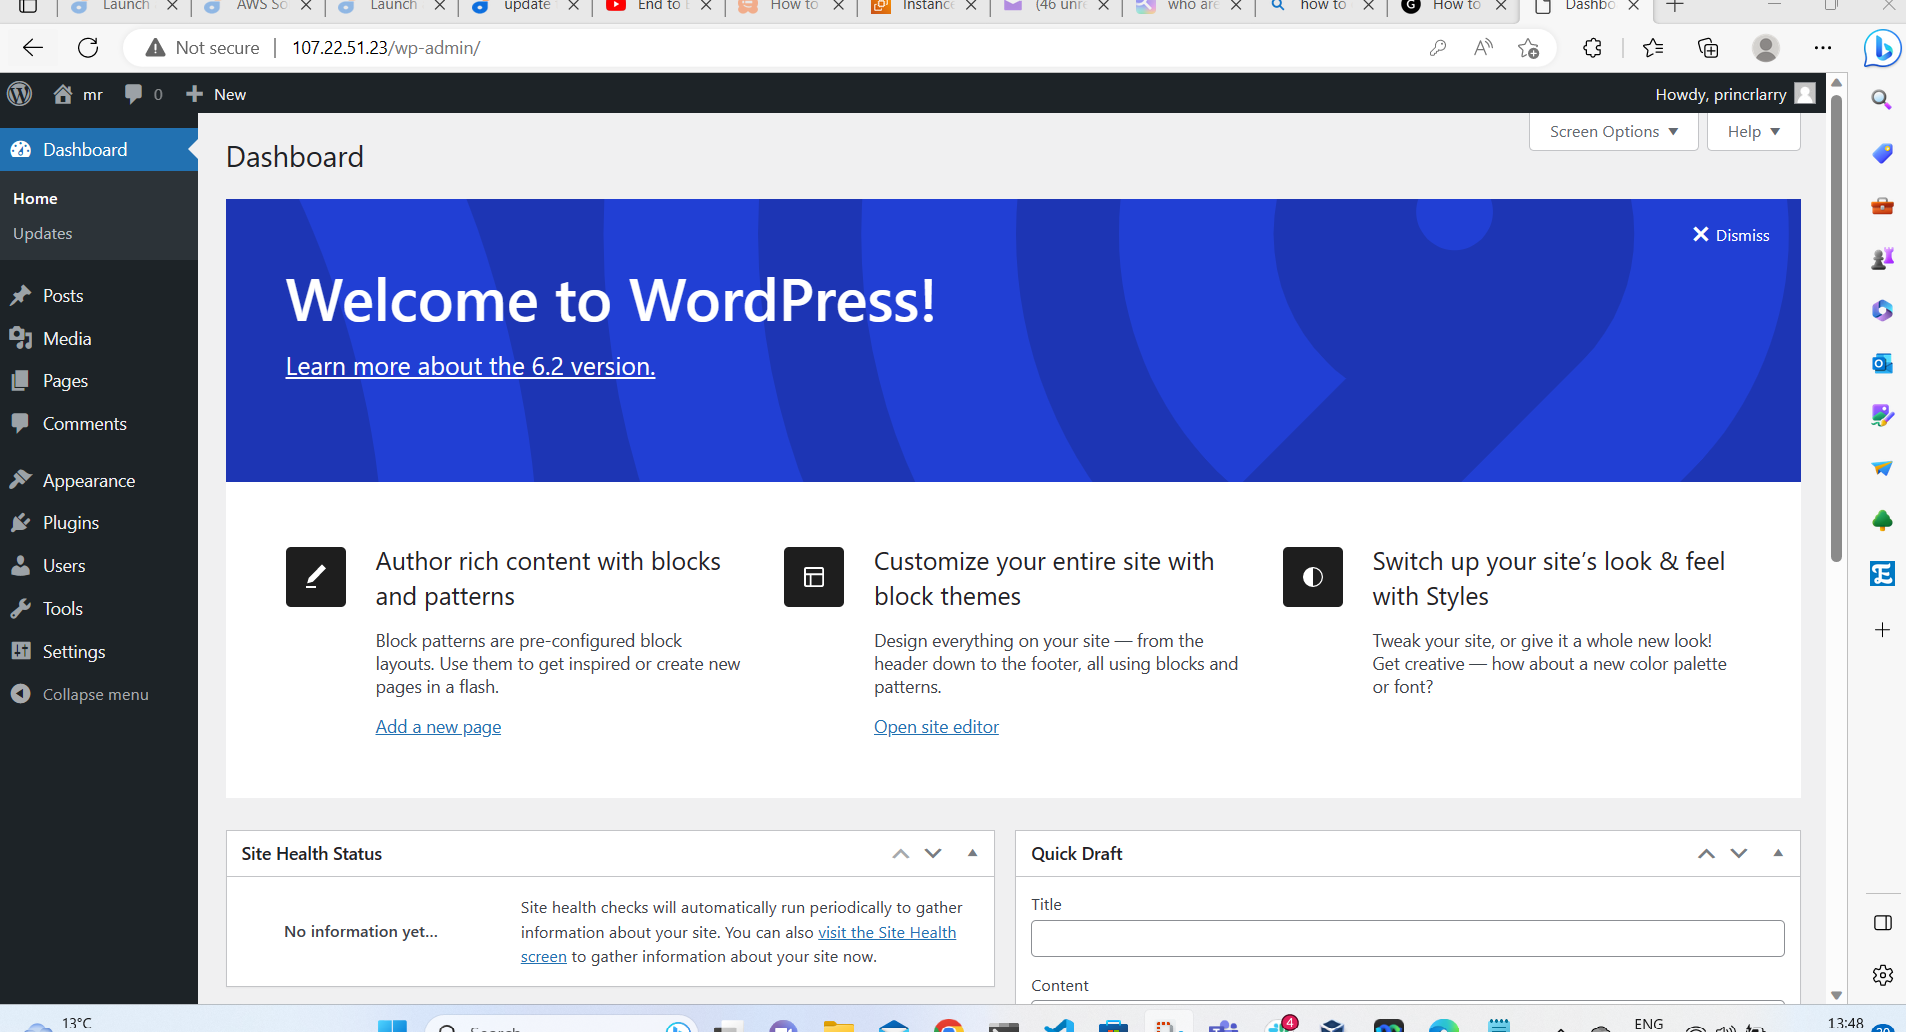 Launch
AWS So
Launch
update
End to
How to
Instance
(46 unr
who are
how to
How to
Dashbo
Not secure
107.22.51.23/wp-admin/
mr
0
New
Howdy, princrlarry
Screen Options
Help
Dashboard
Home
Updates
Posts
Media
Pages
Comments
Appearance
Plugins
Users
Tools
Settings
Collapse menu
Dashboard
Dismiss
Welcome to WordPress!
Learn more about the 6.2 version.
Author rich content with blocks
and patterns
Block patterns are pre-configured block
layouts. Use them to get inspired or create new
pages in a flash.
Add a new page
Customize your entire site with
block themes
Design everything on your site — from the
header down to the footer, all using blocks and
patterns.
Open site editor
Switch up your site’s look & feel
with Styles
Tweak your site, or give it a whole new look!
Get creative — how about a new color palette
or font?
Site Health Status
No information yet...
Site health checks will automatically run periodically to gather
information about your site. You can also visit the Site Health
screen to gather information about your site now.
Quick Draft
Title
Content
13°C
Search
4
ENG
13:48